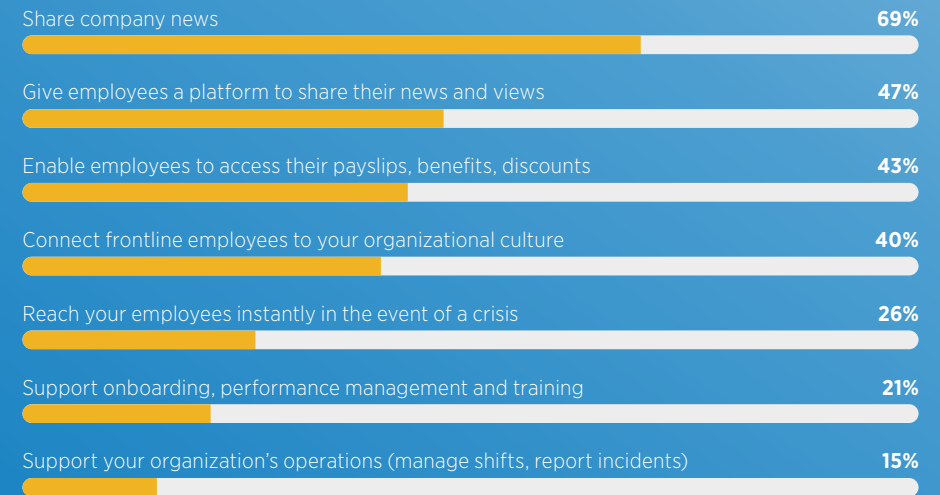 Share company news 69%
Give employees a platform to share their news and views 47%
Enable employees to access their payslips, benefits, discounts 43%
Connect frontline employees to your organizational culture 40%
Reach your employees instantly in the event of a crisis 26%
Support onboarding, performance management and training 21%
Support your organization’s operations (manage shifts, report incidents) 15%